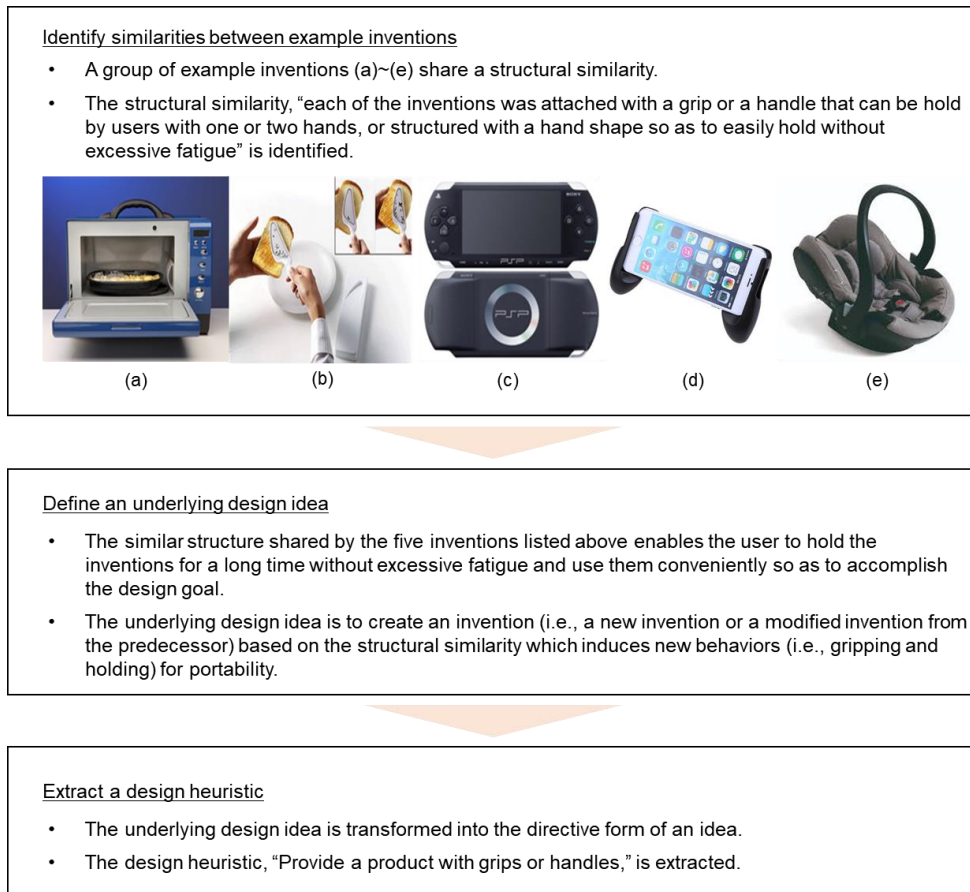 Identify similarities between example inventions
• A group of example inventions (a)~(e) share a structural similarity.
• The structural similarity, “each of the inventions was attached with a grip or a handle that can be hold
by users with one or two hands, or structured with a hand shape so as to easily hold without
excessive fatigue” is identified.
SONY
PSP
PSP
(a)
(b)
(c)
(d)
(e)
Define an underlying design idea
• The similar structure shared by the five inventions listed above enables the user to hold the
inventions for a long time without excessive fatigue and use them conveniently so as to accomplish
the design goal.
• The underlying design idea is to create an invention (i.e., a new invention or a modified invention from
the predecessor) based on the structural similarity which induces new behaviors (i.e., gripping and
holding) for portability.
Extract a design heuristic
• The underlying design idea is transformed into the directive form of an idea.
• The design heuristic, “Provide a product with grips or handles,” is extracted.